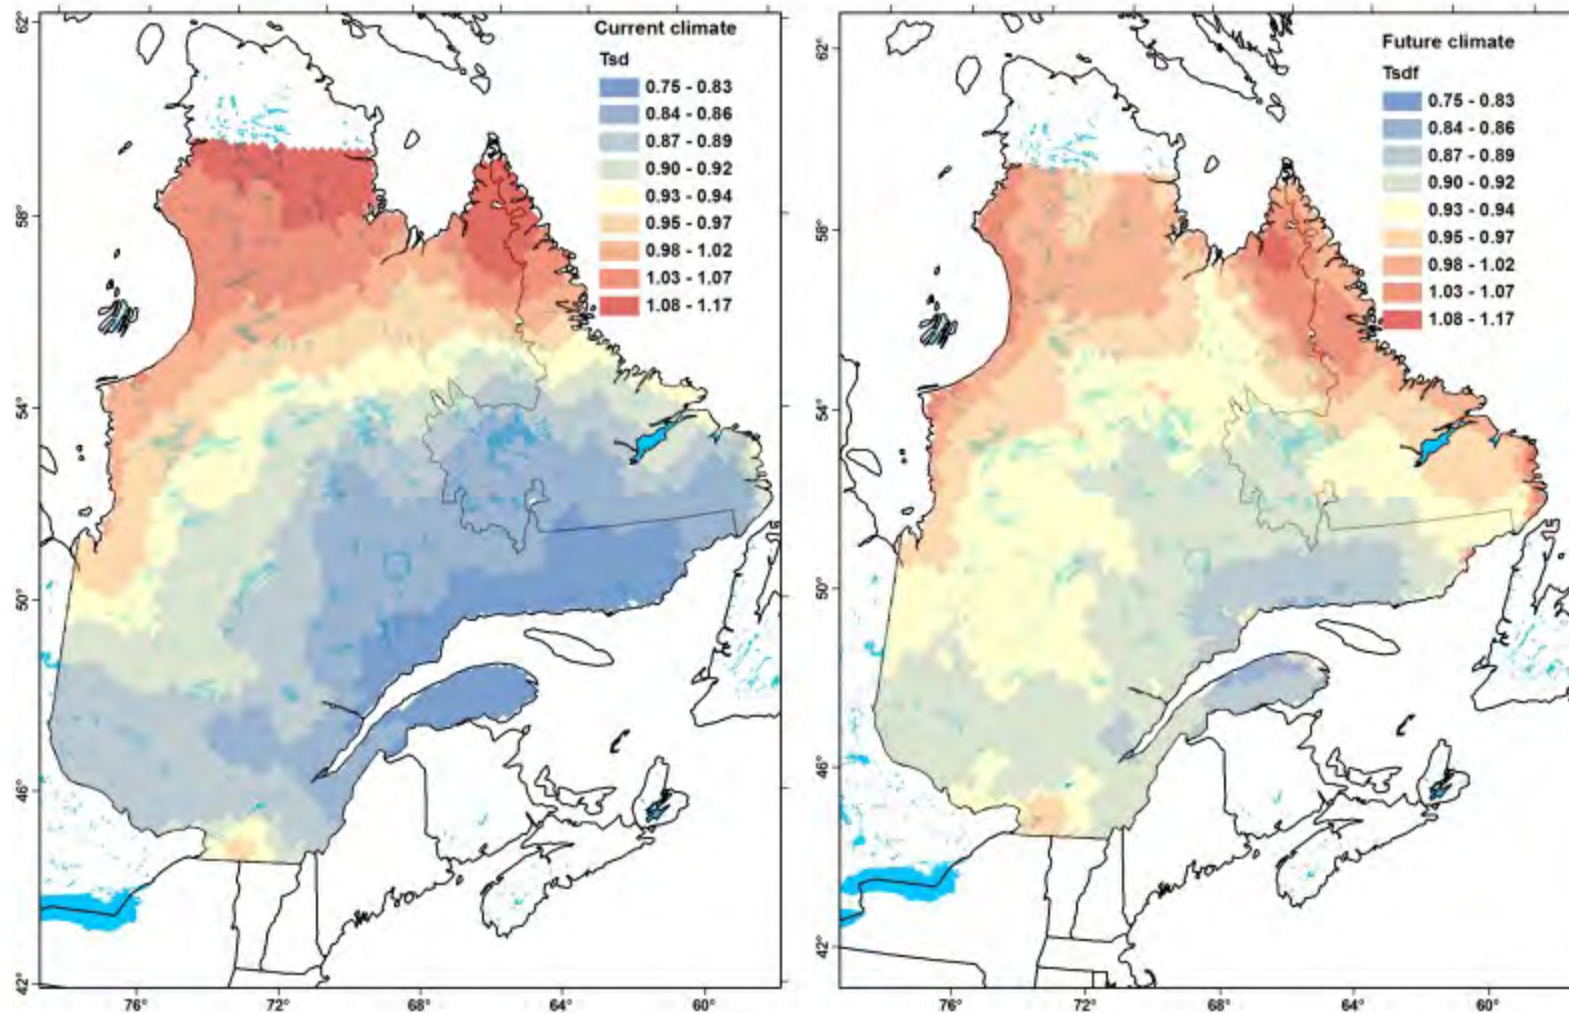 Current climate
Tsd
0.75 - 0.83
0.84 - 0.86
0.87 - 0.89
0.90 - 0.92
0.93 - 0.94
0.95 - 0.97
0.98 - 1.02
1.03 - 1.07
1.08 - 1.17
62°
58°
54°
50°
46°
42°
76°
72°
68°
64°
60°
Future climate
Tsdf
0.75 - 0.83
0.84 - 0.86
0.87 - 0.89
0.90 - 0.92
0.93 - 0.94
0.95 - 0.97
0.98 - 1.02
1.03 - 1.07
1.08 - 1.17
62°
58°
54°
50°
46°
42°
76°
72°
68°
64°
60°